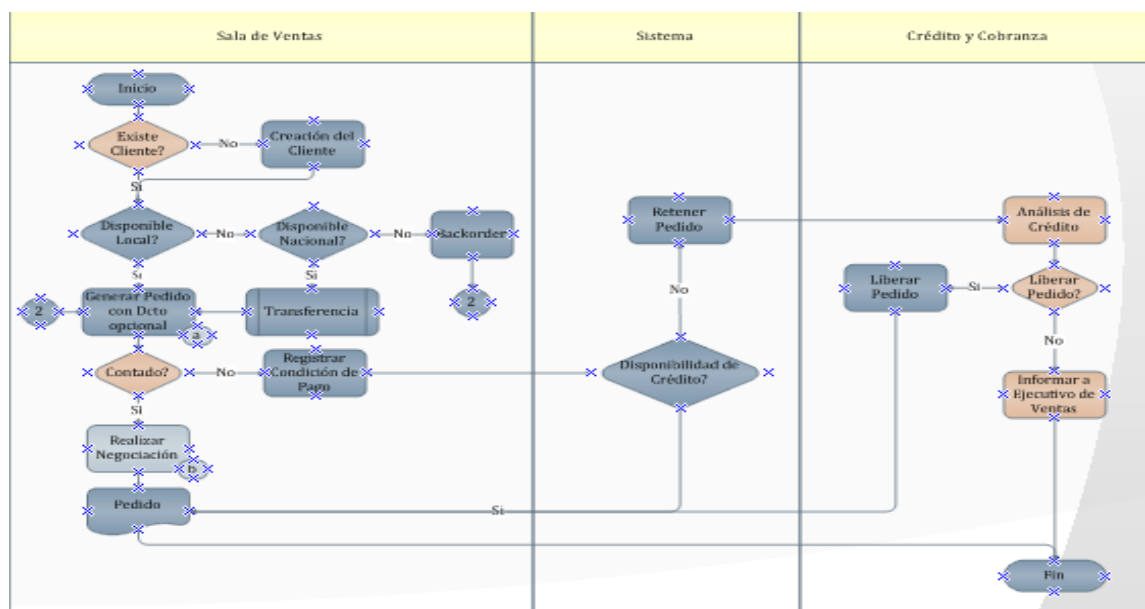 Sala de Ventas
Sistema
Crédito y Cobranza
Inicio
Existe
Cliente?
No
Creación del
Cliente
Si
Disponible
Local?
No
Disponible
Nacional?
No
Backorder
Retener
Pedido
Análisis de
Crédito
Si
Si
2
Generar Pedido
con Dcto
opcional
a
Transferencia
2
No
Liberar
Pedido
Si
Liberar
Pedido?
No
Contado?
No
Registrar
Condición de
Pago
Disponibilidad de
Crédito?
Informar a
Ejecutivo de
Ventas
Si
Realizar
Negociación
b
Pedido
Si
Fin